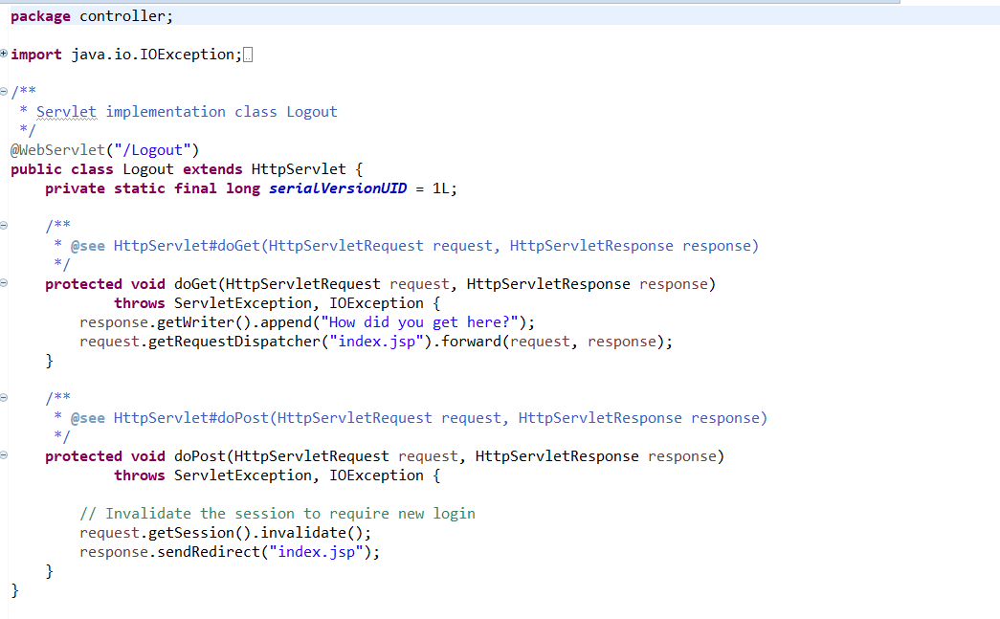 package controller;
import java.io.IOException;
/**
 * Servlet implementation class Logout
 */
@WebServlet("/Logout")
public class Logout extends HttpServlet {
    private static final long serialVersionUID = 1L;
    /**
     * @see HttpServlet#doGet(HttpServletRequest request, HttpServletResponse response)
     */
    protected void doGet(HttpServletRequest request, HttpServletResponse response)
            throws ServletException, IOException {
        response.getWriter().append("How did you get here?");
        request.getRequestDispatcher("index.jsp").forward(request, response);
    }
    /**
     * @see HttpServlet#doPost(HttpServletRequest request, HttpServletResponse response)
     */
    protected void doPost(HttpServletRequest request, HttpServletResponse response)
            throws ServletException, IOException {
        // Invalidate the session to require new login
        request.getSession().invalidate();
        response.sendRedirect("index.jsp");
    }
}